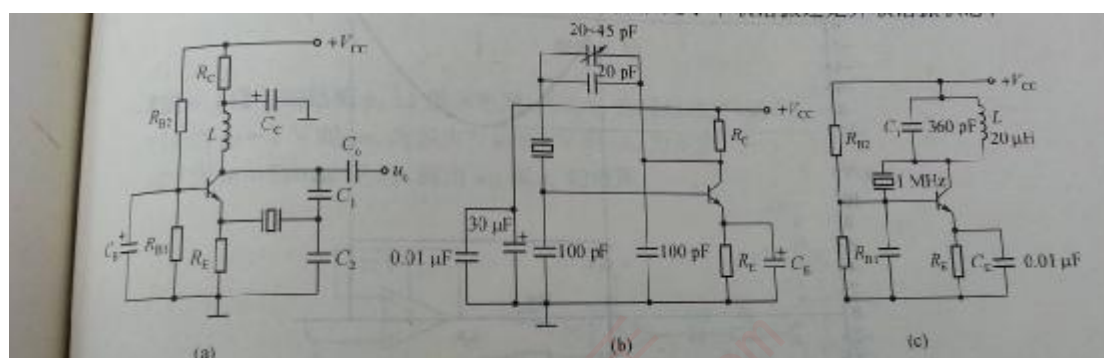 20~45 pF
20 pF
+V_CC
R_C
C_C
R_B2
L
C_o
u_o
C_1
C_2
R_B1
R_E
C_B
(a)
+V_CC
R_C
30 μF
0.01 μF
100 pF
100 pF
R_E
C_E
(b)
+V_CC
C_1
360 pF
L
20 μH
R_B2
1 MHz
R_B1
R_E
C_E
0.01 μF
(c)